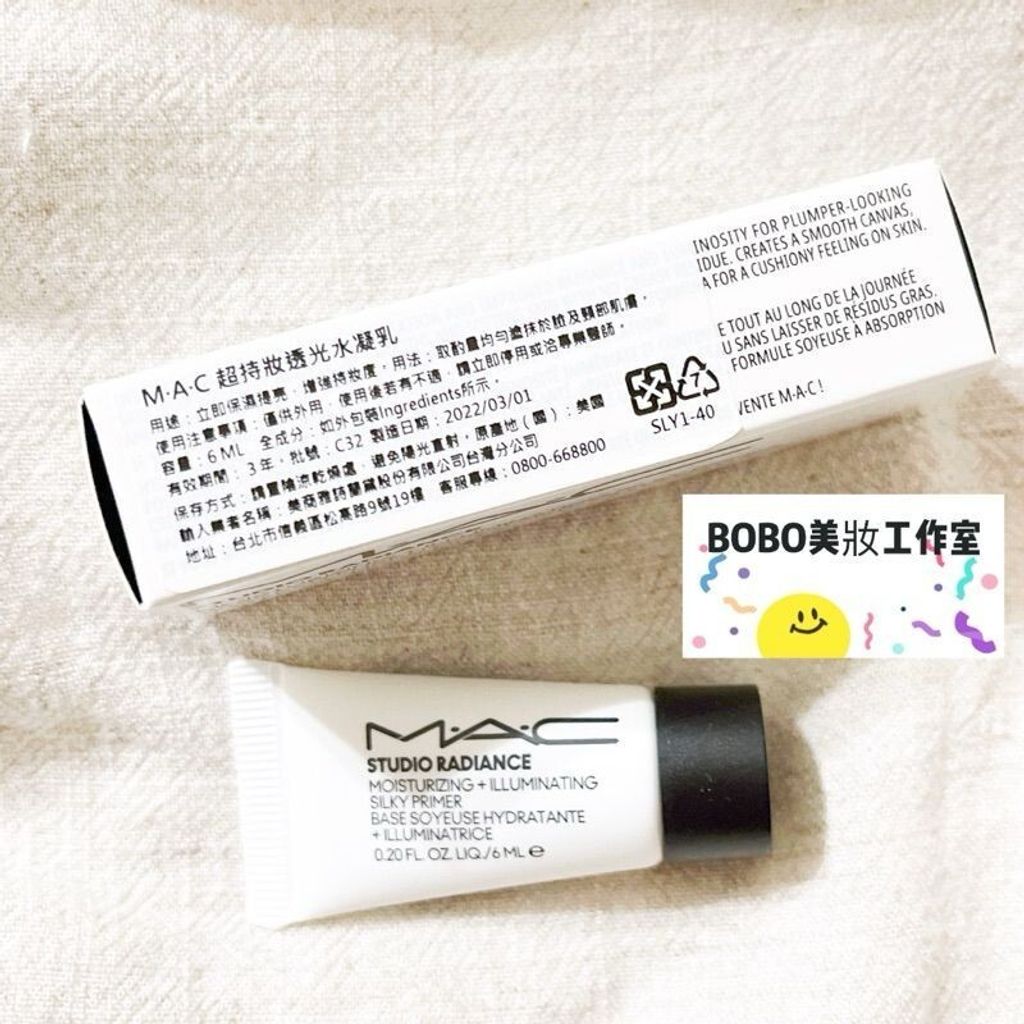 M·A·C 超持妝透光水凝乳
用途：立即保濕提亮，增強持妝度。用法：取酌量均勻塗抹於臉及頸部肌膚。
使用注意事項：僅供外用，使用後若有不適，請立即停用或洽專業醫師。
容量：6 ML 全成分：如外包裝Ingredients所示。
有效期間：3年。批號：C32 製造日期：2022/03/01
保存方式：請置陰涼乾燥處，避免陽光直射。原產地（國）：美國
輸入業者名稱：美商雅詩蘭黛股份有限公司台灣分公司
地址：台北市信義區松高路9號19樓 客服專線：0800-668800
7
SLY1-40
INOSITY FOR PLUMPER-LOOKING
IDUE. CREATES A SMOOTH CANVAS,
A FOR A CUSHIONY FEELING ON SKIN.
E TOUT AU LONG DE LA JOURNÉE
U SANS LAISSER DE RÉSIDUS GRAS.
FORMULE SOYEUSE A ABSORPTION
VENTE M·A·C!
BOBO美妝工作室
M·A·C
STUDIO RADIANCE
MOISTURIZING + ILLUMINATING
SILKY PRIMER
BASE SOYEUSE HYDRATANTE
+ ILLUMINATRICE
0.20 FL. OZ. LIQ./6 ML ℮